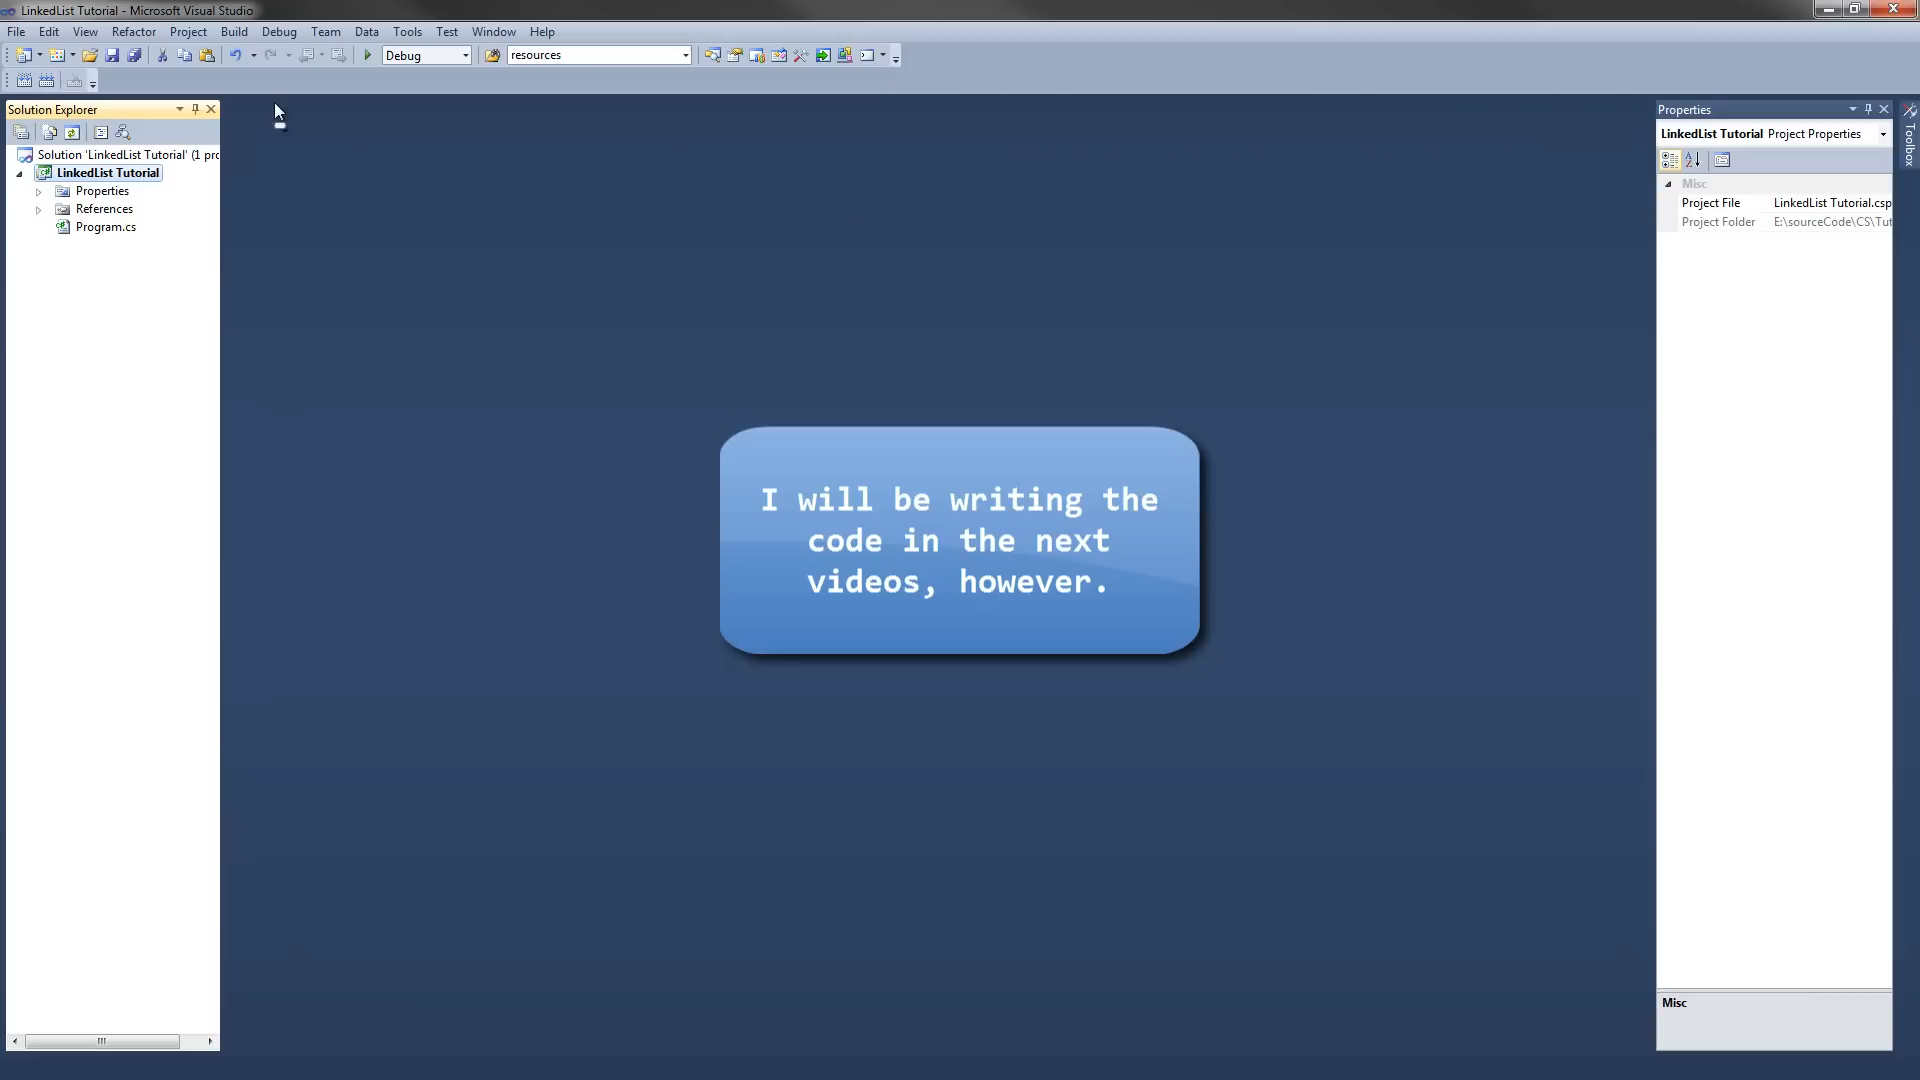 LinkedList Tutorial - Microsoft Visual Studio
File Edit View Refactor Project Build Debug Team Data Tools Test Window Help
Debug resources
Solution Explorer
Solution 'LinkedList Tutorial' (1 pro
LinkedList Tutorial
Properties
References
Program.cs
I will be writing the
code in the next
videos, however.
Properties
LinkedList Tutorial Project Properties
Misc
Project File LinkedList Tutorial.csp
Project Folder E:\sourceCode\CS\Tut
Misc
Toolbox